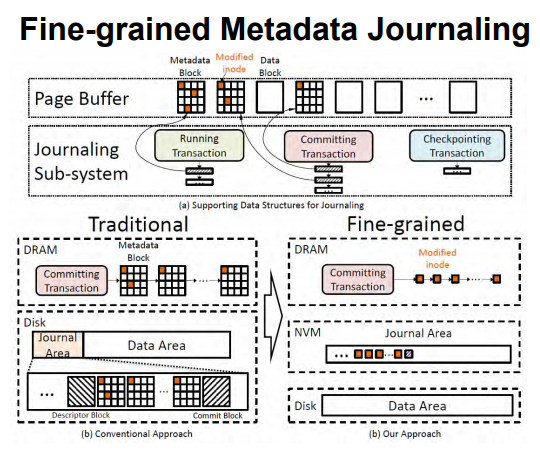 Fine-grained Metadata Journaling
Metadata
Block
Modified
inode
Data
Block
Page Buffer
...
Journaling
Sub-system
Running
Transaction
Committing
Transaction
Checkpointing
Transaction
(a) Supporting Data Structures for Journaling
Traditional
DRAM
Metadata
Block
Committing
Transaction
...
Disk
Journal
Area
Data Area
...
...
Descriptor Block
Commit Block
(b) Conventional Approach
Fine-grained
DRAM
Modified
inode
Committing
Transaction
...
NVM
Journal Area
...
...
Disk
Data Area
(b) Our Approach